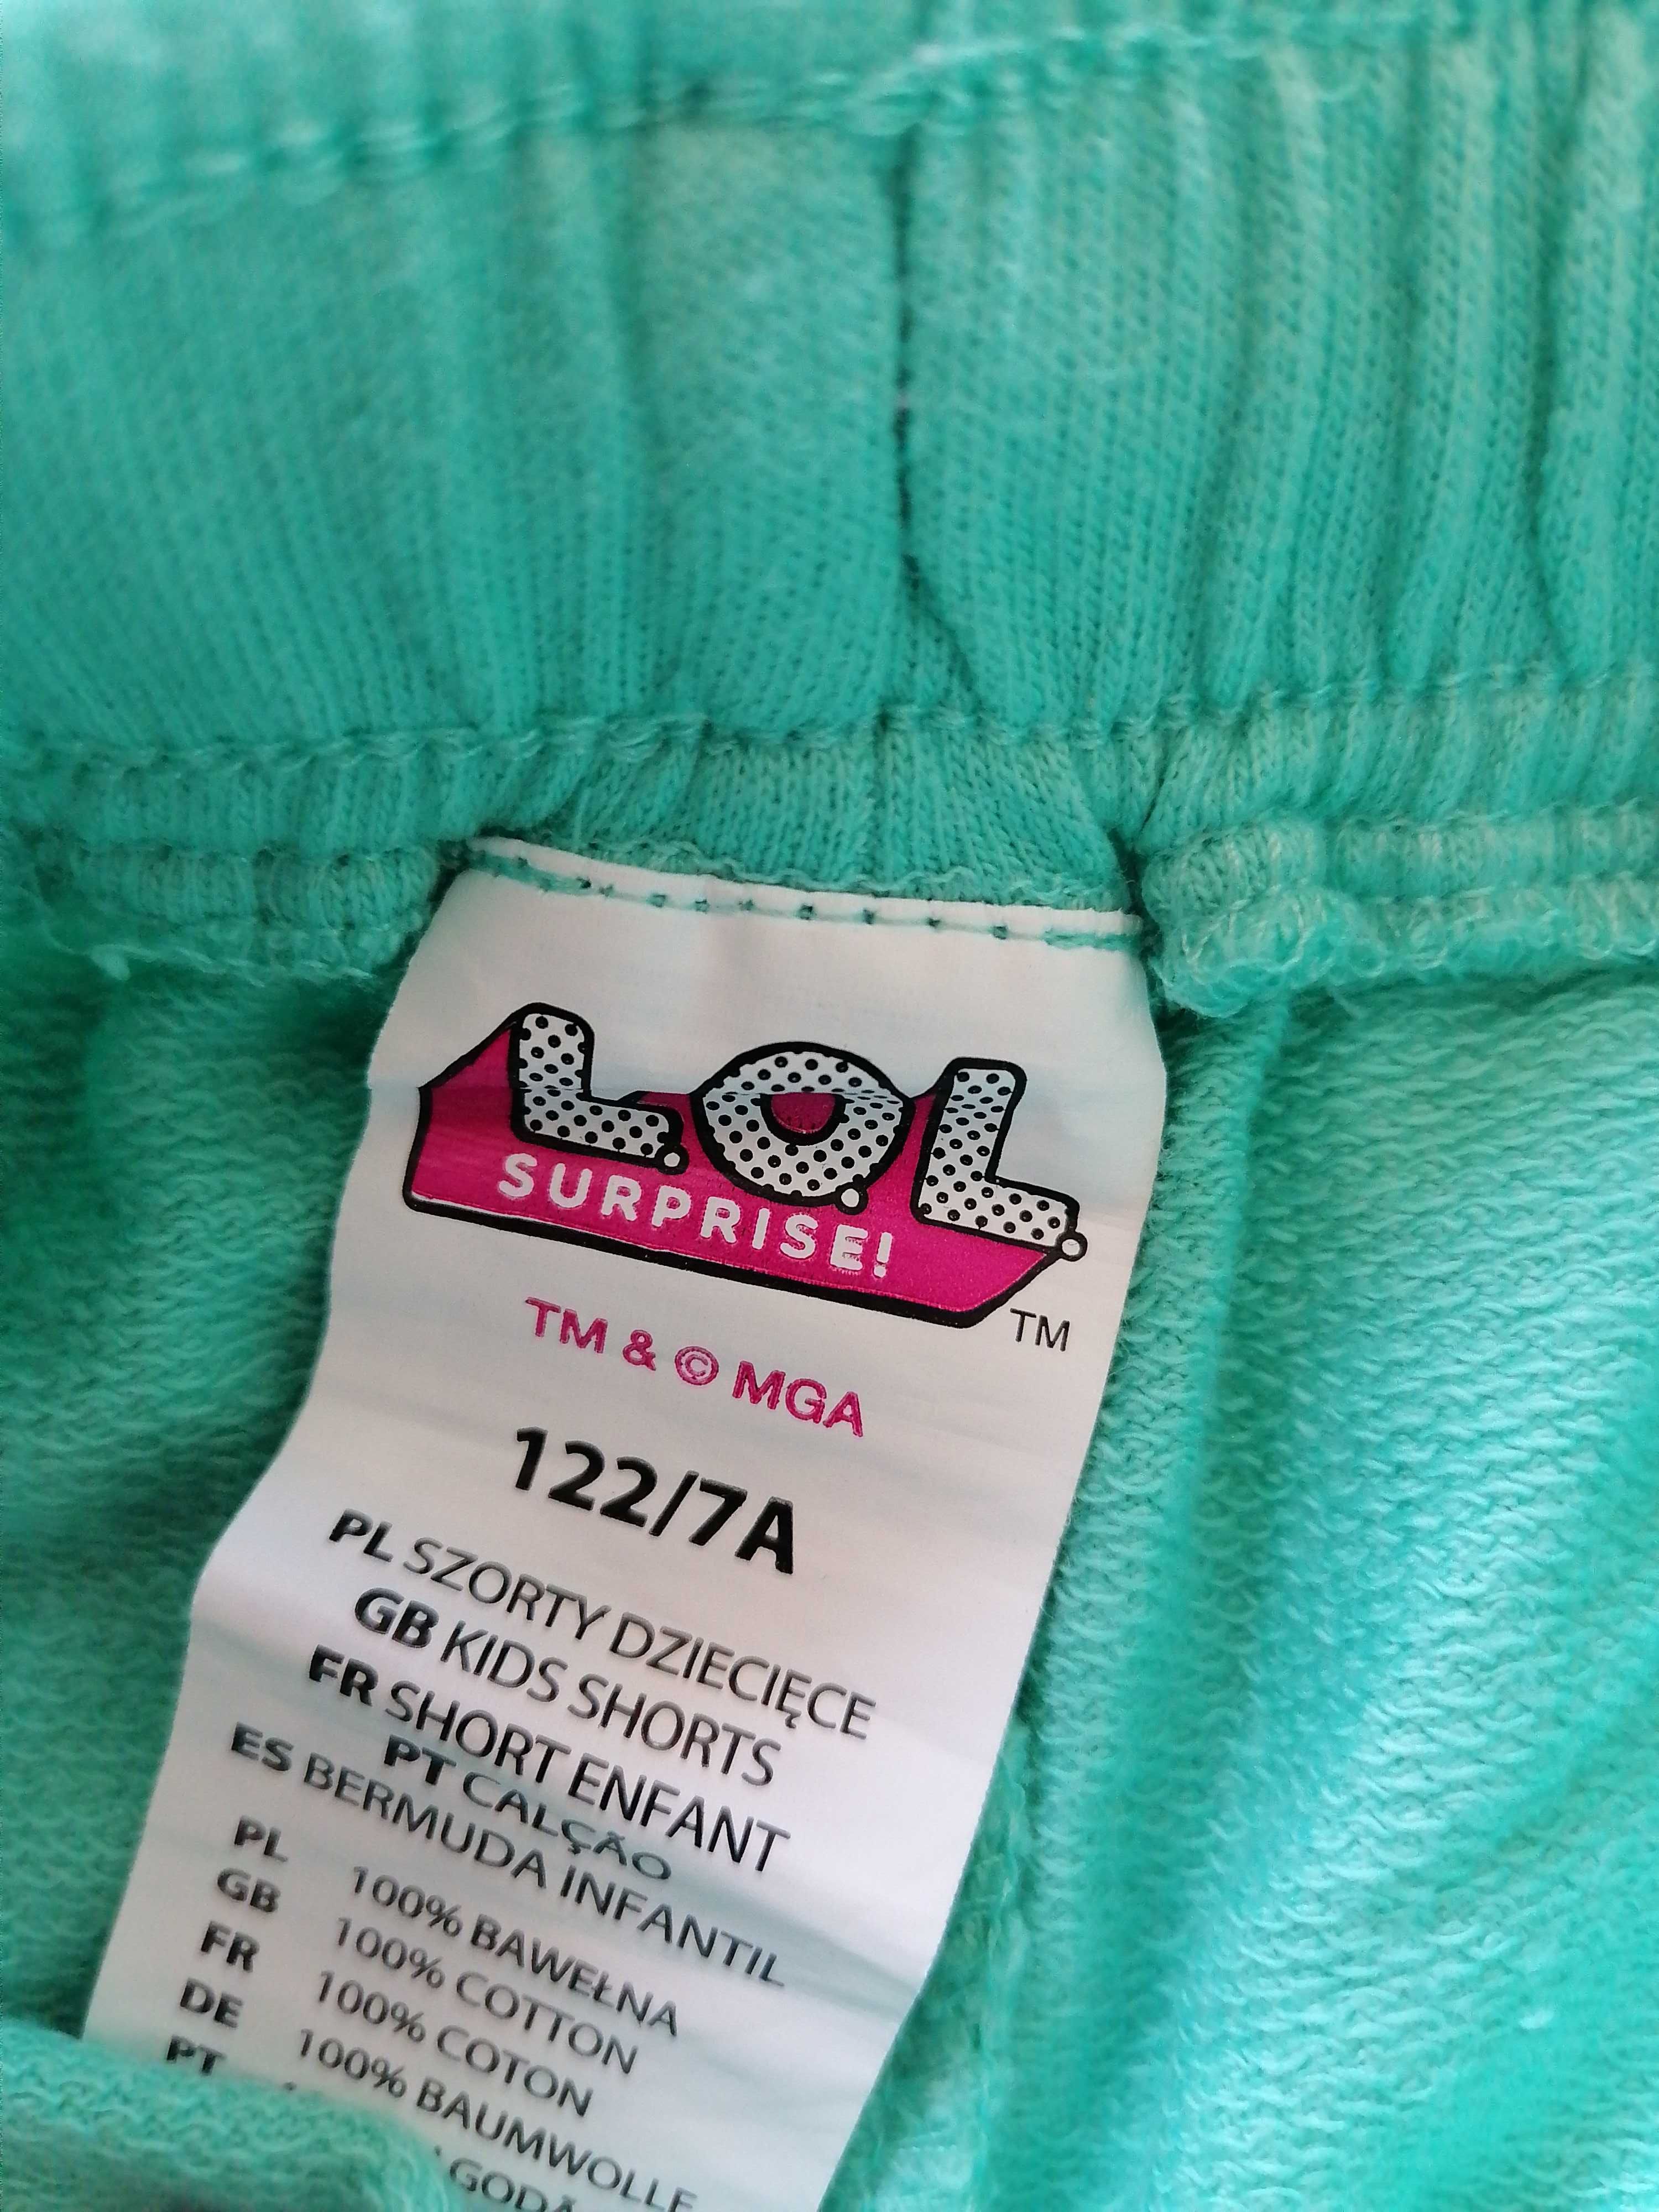 LOL
SURPRISE!
TM
TM & © MGA
122/7A
PL SZORTY DZIECIĘCE
GB KIDS SHORTS
FR SHORT ENFANT
PT CALÇÃO
ES BERMUDA INFANTIL
PL 100% BAWEŁNA
GB 100% COTTON
FR 100% COTON
DE 100% BAUMWOLLE
PT